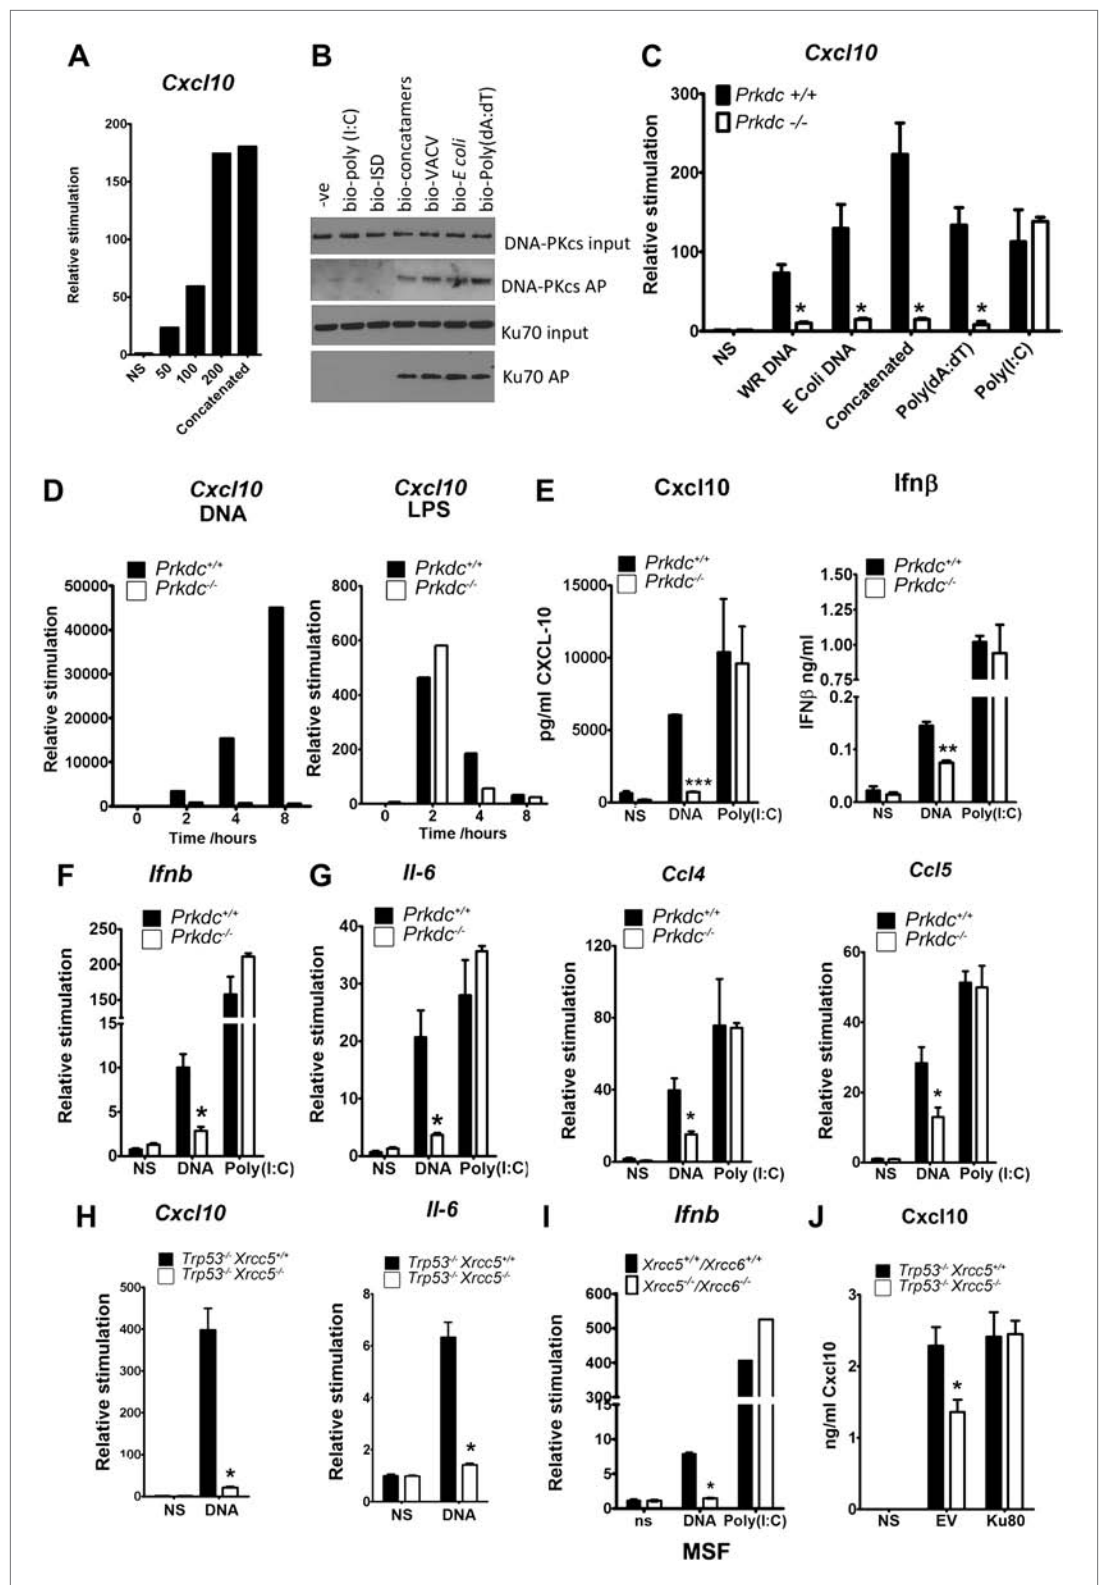 A
Cxcl10
Relative stimulation
200
150
100
50
0
NS
50
100
200
Concatenated
B
-ve
bio-poly (I:C)
bio-ISD
bio-concatamers
bio-VACV
bio-E coli
bio-Poly(dA:dT)
DNA-PKcs input
DNA-PKcs AP
Ku70 input
Ku70 AP
C
Cxcl10
Prkdc +/+
Prkdc -/-
Relative stimulation
300
200
100
0
*
*
*
*
NS
WR DNA
E Coli DNA
Concatenated
Poly(dA:dT)
Poly(I:C)
D
Cxcl10
DNA
Prkdc+/+
Prkdc-/-
Relative stimulation
50000
40000
30000
20000
10000
0
0 2 4 8
Time /hours
Cxcl10
LPS
Prkdc+/+
Prkdc-/-
Relative stimulation
800
600
400
200
0
0 2 4 8
Time /hours
E
Cxcl10
Prkdc+/+
Prkdc-/-
pg/ml CXCL-10
15000
10000
5000
0
***
NS DNA Poly(I:C)
Ifnβ
Prkdc+/+
Prkdc-/-
IFNβ ng/ml
1.50
1.25
1.00
0.75
0.2
0.1
0.0
**
NS DNA Poly(I:C)
F
Ifnb
Prkdc+/+
Prkdc-/-
Relative stimulation
250
200
150
15
10
5
0
*
NS DNA Poly(I:C)
G
Il-6
Prkdc+/+
Prkdc-/-
Relative stimulation
40
30
20
10
0
*
NS DNA Poly(I:C)
Ccl4
Prkdc+/+
Prkdc-/-
Relative stimulation
120
80
40
0
*
NS DNA Poly (I:C)
Ccl5
Prkdc+/+
Prkdc-/-
Relative stimulation
60
40
20
0
*
NS DNA Poly(I:C)
H
Cxcl10
Trp53-/- Xrcc5+/+
Trp53-/- Xrcc5-/-
Relative stimulation
500
400
300
200
100
0
*
NS DNA
Il-6
Trp53-/- Xrcc5+/+
Trp53-/- Xrcc5-/-
Relative stimulation
8
6
4
2
0
*
NS DNA
I
Ifnb
Xrcc5+/+/Xrcc6+/+
Xrcc5-/-/Xrcc6-/-
Relative stimulation
600
500
400
300
15
10
5
0
*
ns DNA Poly(I:C)
MSF
J
Cxcl10
Trp53-/- Xrcc5+/+
Trp53-/- Xrcc5-/-
ng/ml Cxcl10
3
2
1
0
*
NS EV Ku80